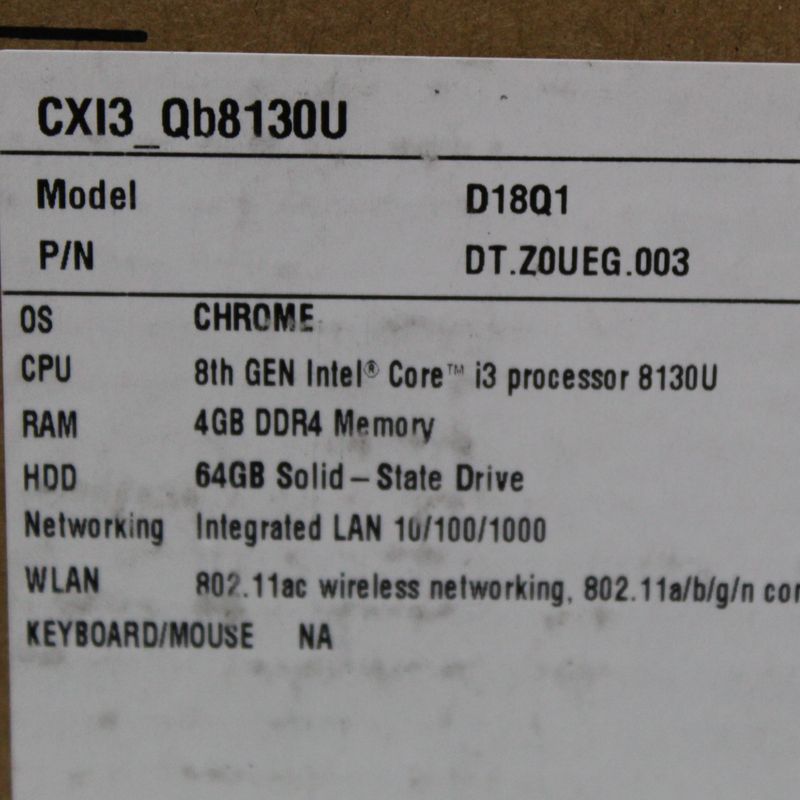 CXI3_Qb8130U
Model D18Q1
P/N DT.Z0UEG.003
OS CHROME
CPU 8th GEN Intel® Core™ i3 processor 8130U
RAM 4GB DDR4 Memory
HDD 64GB Solid–State Drive
Networking Integrated LAN 10/100/1000
WLAN 802.11ac wireless networking, 802.11a/b/g/n
KEYBOARD/MOUSE NA